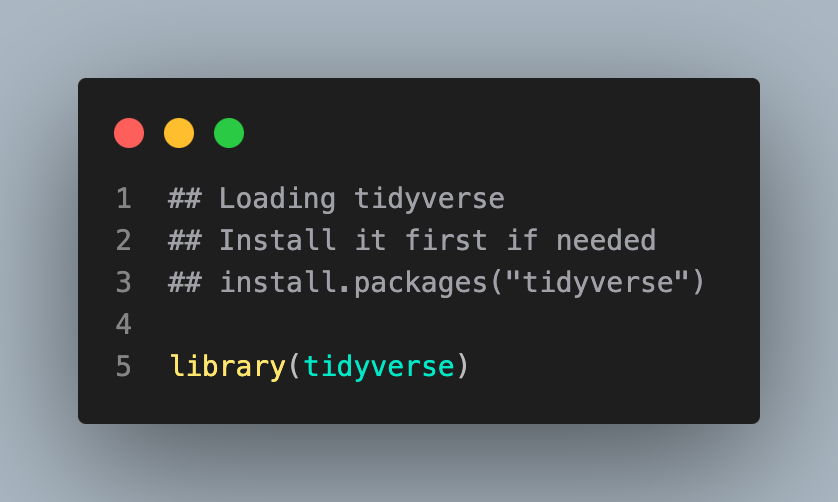 1 ## Loading tidyverse
2 ## Install it first if needed
3 ## install.packages("tidyverse")
4
5 library(tidyverse)